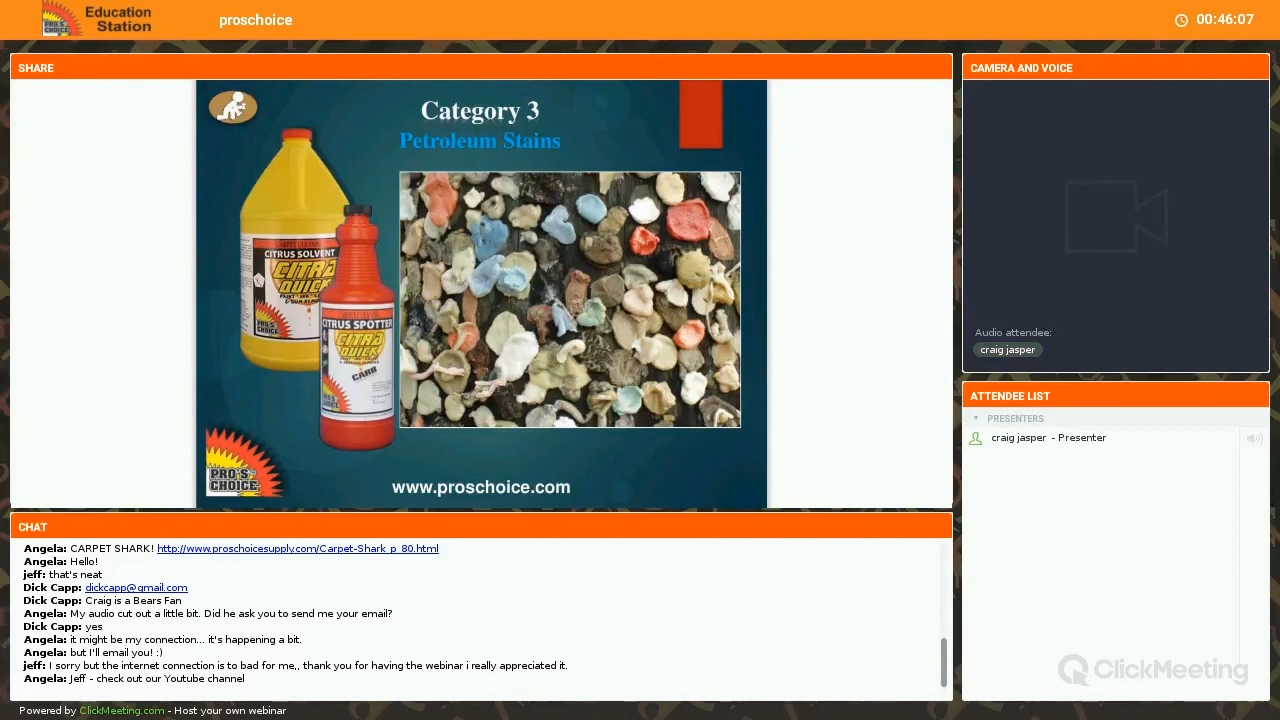 Education
Station
proschoice
00:46:07
SHARE
CAMERA AND VOICE
Category 3
Petroleum Stains
CITRUS SOLVENT
CITRA
QUICK
PRO'S
CHOICE
CITRUS SPOTTER
CITRA
QUICK
CARB
PRO'S
CHOICE
PRO'S
CHOICE
www.proschoice.com
Audio attendee:
craig jasper
ATTENDEE LIST
PRESENTERS
craig jasper - Presenter
CHAT
Angela: CARPET SHARK! http://www.proschoicesupply.com/Carpet-Shark_p_80.html
Angela: Hello!
jeff: that's neat
Dick Capp: dickcapp@gmail.com
Dick Capp: Craig is a Bears Fan
Angela: My audio cut out a little bit. Did he ask you to send me your email?
Dick Capp: yes
Angela: it might be my connection... it's happening a bit.
Angela: but I'll email you! :)
jeff: I sorry but the internet connection is to bad for me,, thank you for having the webinar i really appreciated it.
Angela: Jeff - check out our Youtube channel
ClickMeeting
Powered by ClickMeeting.com - Host your own webinar